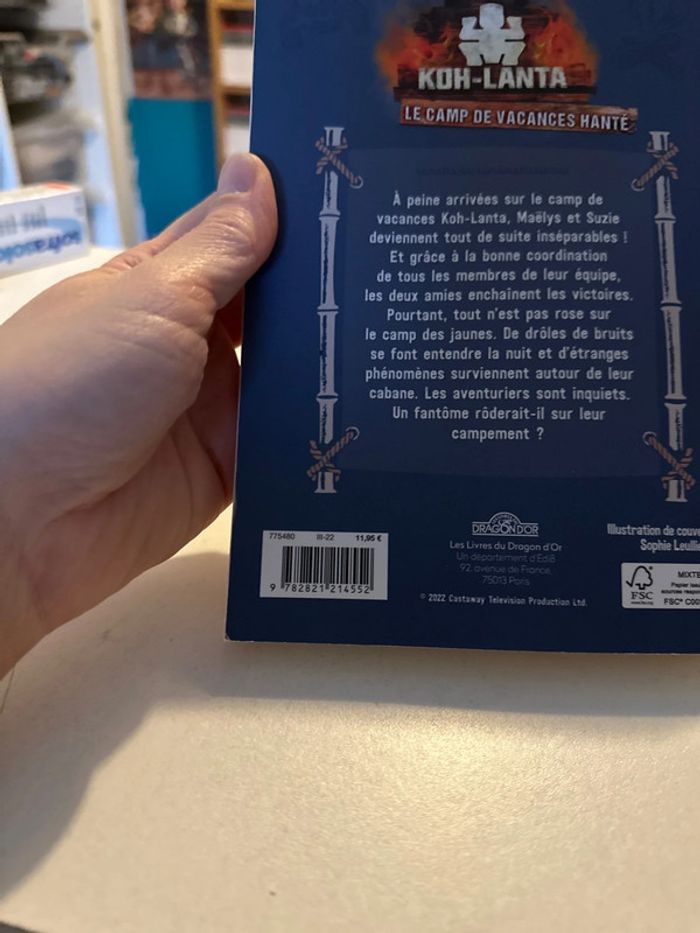 KOH-LANTA
LE CAMP DE VACANCES HANTÉ
À peine arrivées sur le camp de
vacances Koh-Lanta, Maëlys et Suzie
deviennent tout de suite inséparables !
Et grâce à la bonne coordination
de tous les membres de leur équipe,
les deux amies enchaînent les victoires.
Pourtant, tout n'est pas rose sur
le camp des jaunes. De drôles de bruits
se font entendre la nuit et d'étranges
phénomènes surviennent autour de leur
cabane. Les aventuriers sont inquiets.
Un fantôme rôderait-il sur leur
campement ?
775480 III-22 11,95 €
9 782821 214552
DRAGON D'OR
Les Livres du Dragon d'Or
Un département d'Edi8
92, avenue de France,
75013 Paris
© 2022 Castaway Television Production Ltd.
Illustration de
Sophie
FSC
MIXTE
Papier
FSC®